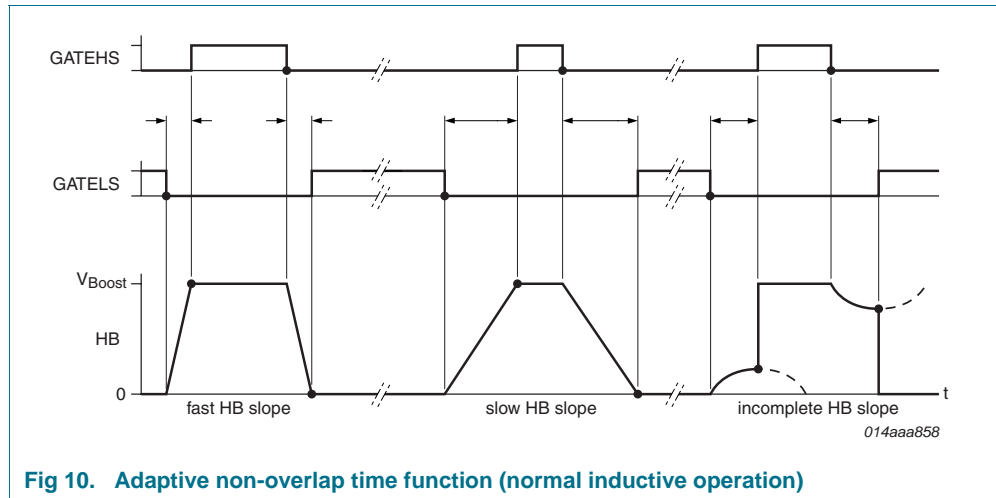 GATEHS
GATELS
VBoost
HB
0
t
fast HB slope
slow HB slope
incomplete HB slope
014aaa858
Fig 10. Adaptive non-overlap time function (normal inductive operation)